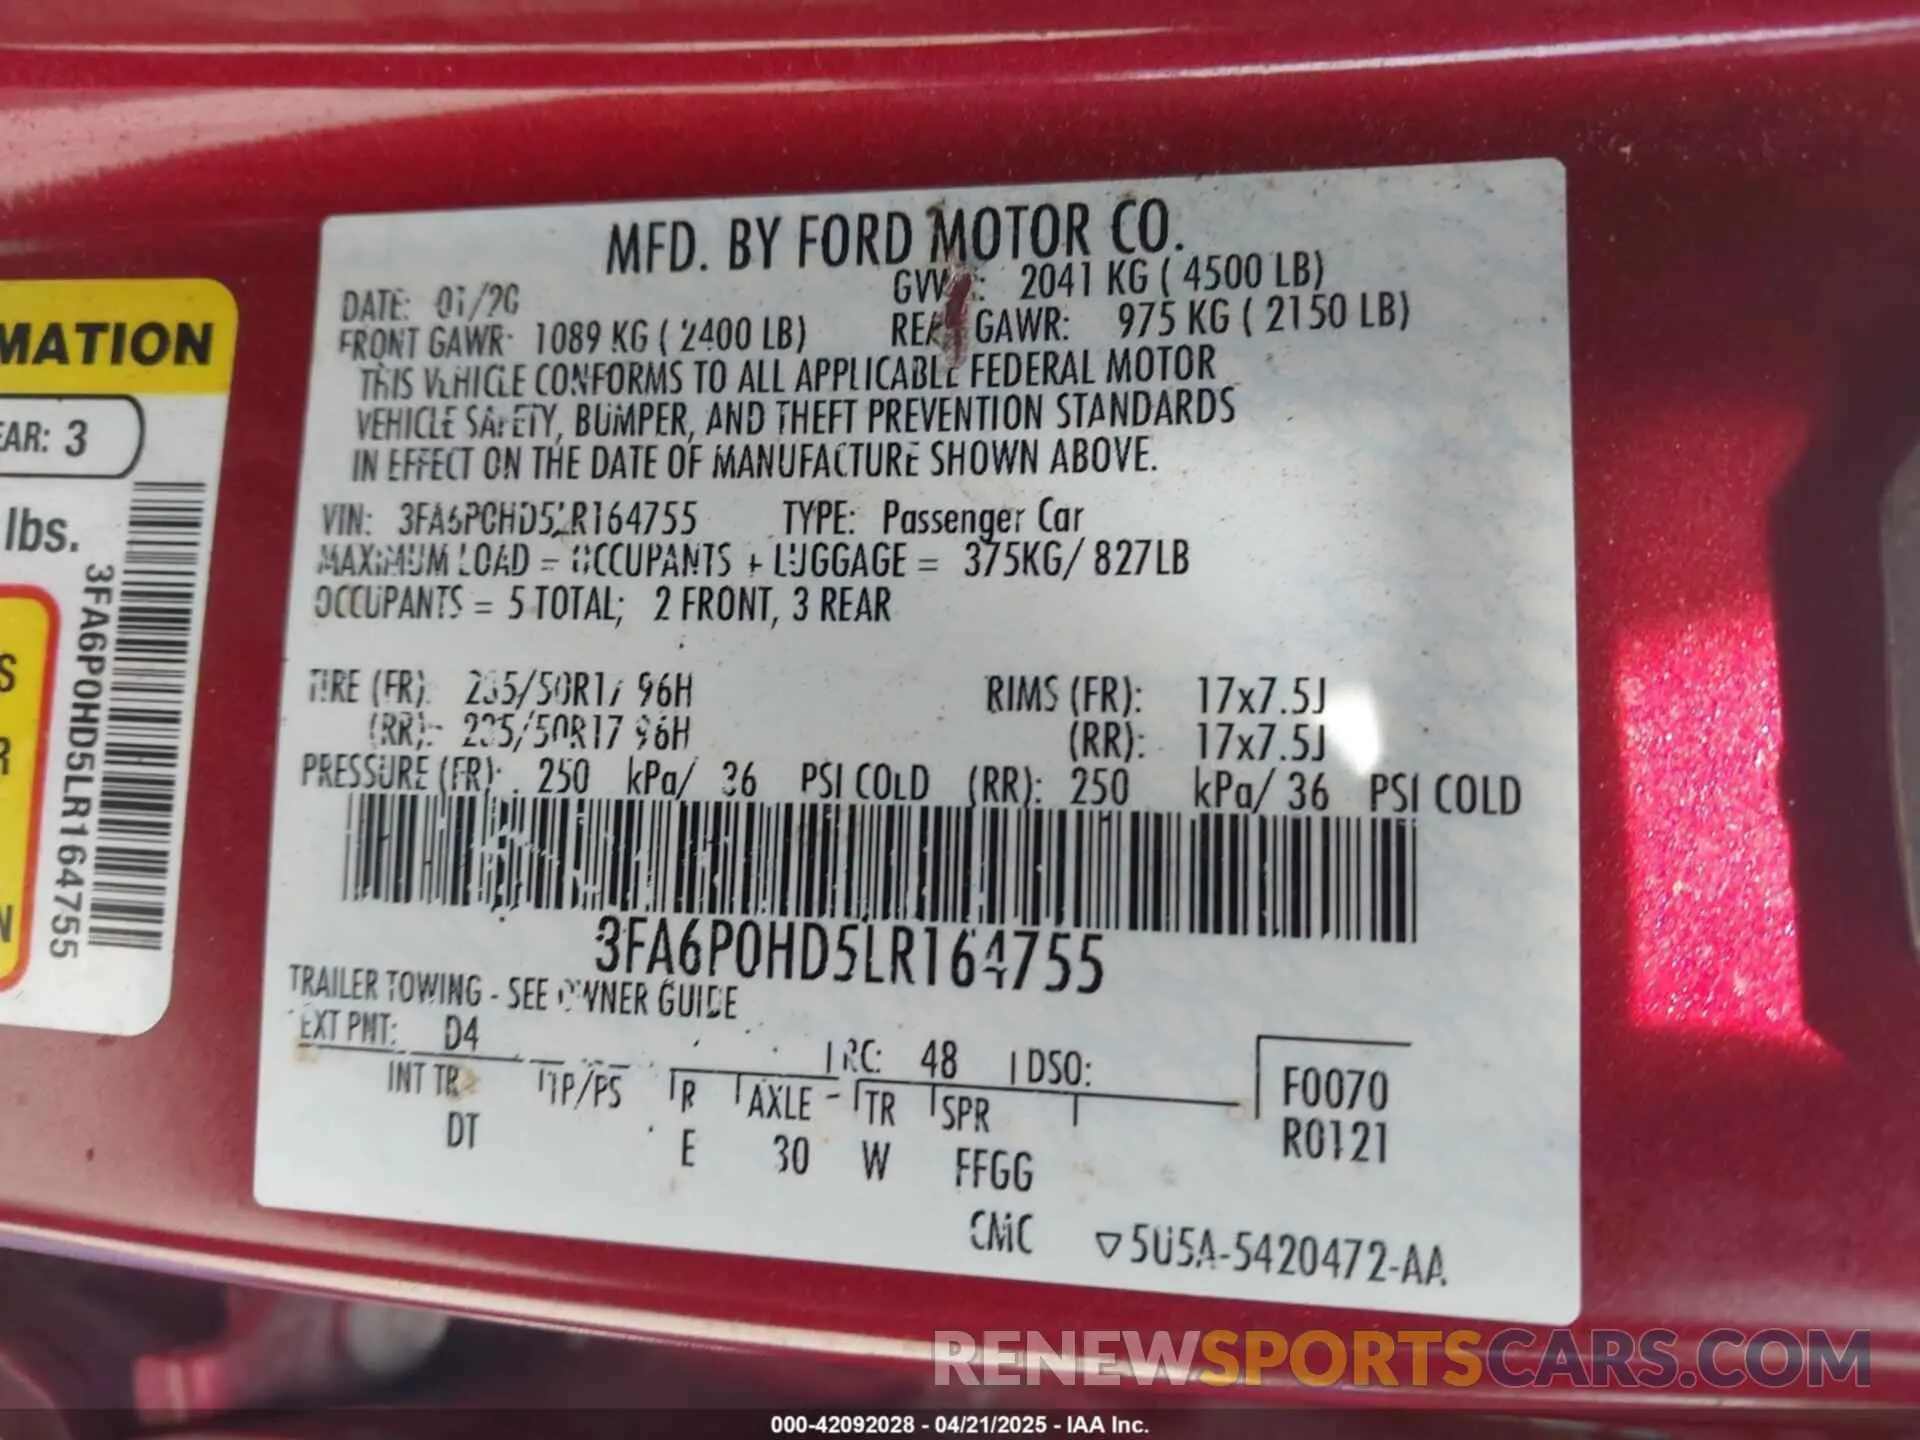 MATION
EAR: 3
lbs.
3FA6P0HD5LR164755
MFD. BY FORD MOTOR CO.
DATE: 01/20 GVWR: 2041 KG ( 4500 LB)
FRONT GAWR: 1089 KG ( 2400 LB) REAR GAWR: 975 KG ( 2150 LB)
THIS VEHICLE CONFORMS TO ALL APPLICABLE FEDERAL MOTOR
VEHICLE SAFETY, BUMPER, AND THEFT PREVENTION STANDARDS
IN EFFECT ON THE DATE OF MANUFACTURE SHOWN ABOVE.
VIN: 3FA6P0HD5LR164755 TYPE: Passenger Car
MAXIMUM LOAD = OCCUPANTS + LUGGAGE = 375KG/ 827LB
OCCUPANTS = 5 TOTAL; 2 FRONT, 3 REAR
TIRE (FR): 235/50R17 96H RIMS (FR): 17x7.5J
(RR): 235/50R17 96H (RR): 17x7.5J
PRESSURE (FR): 250 kPa/ 36 PSI COLD (RR): 250 kPa/ 36 PSI COLD
3FA6P0HD5LR164755
TRAILER TOWING - SEE OWNER GUIDE
EXT PNT: D4 RC: 48 DSO:
INT TR TP/PS R AXLE TR SPR F0070
DT E 30 W FFGG R0121
CMC ▽5U5A-5420472-AA
RENEWSPORTSCARS.COM
000-42092028 - 04/21/2025 - IAA Inc.